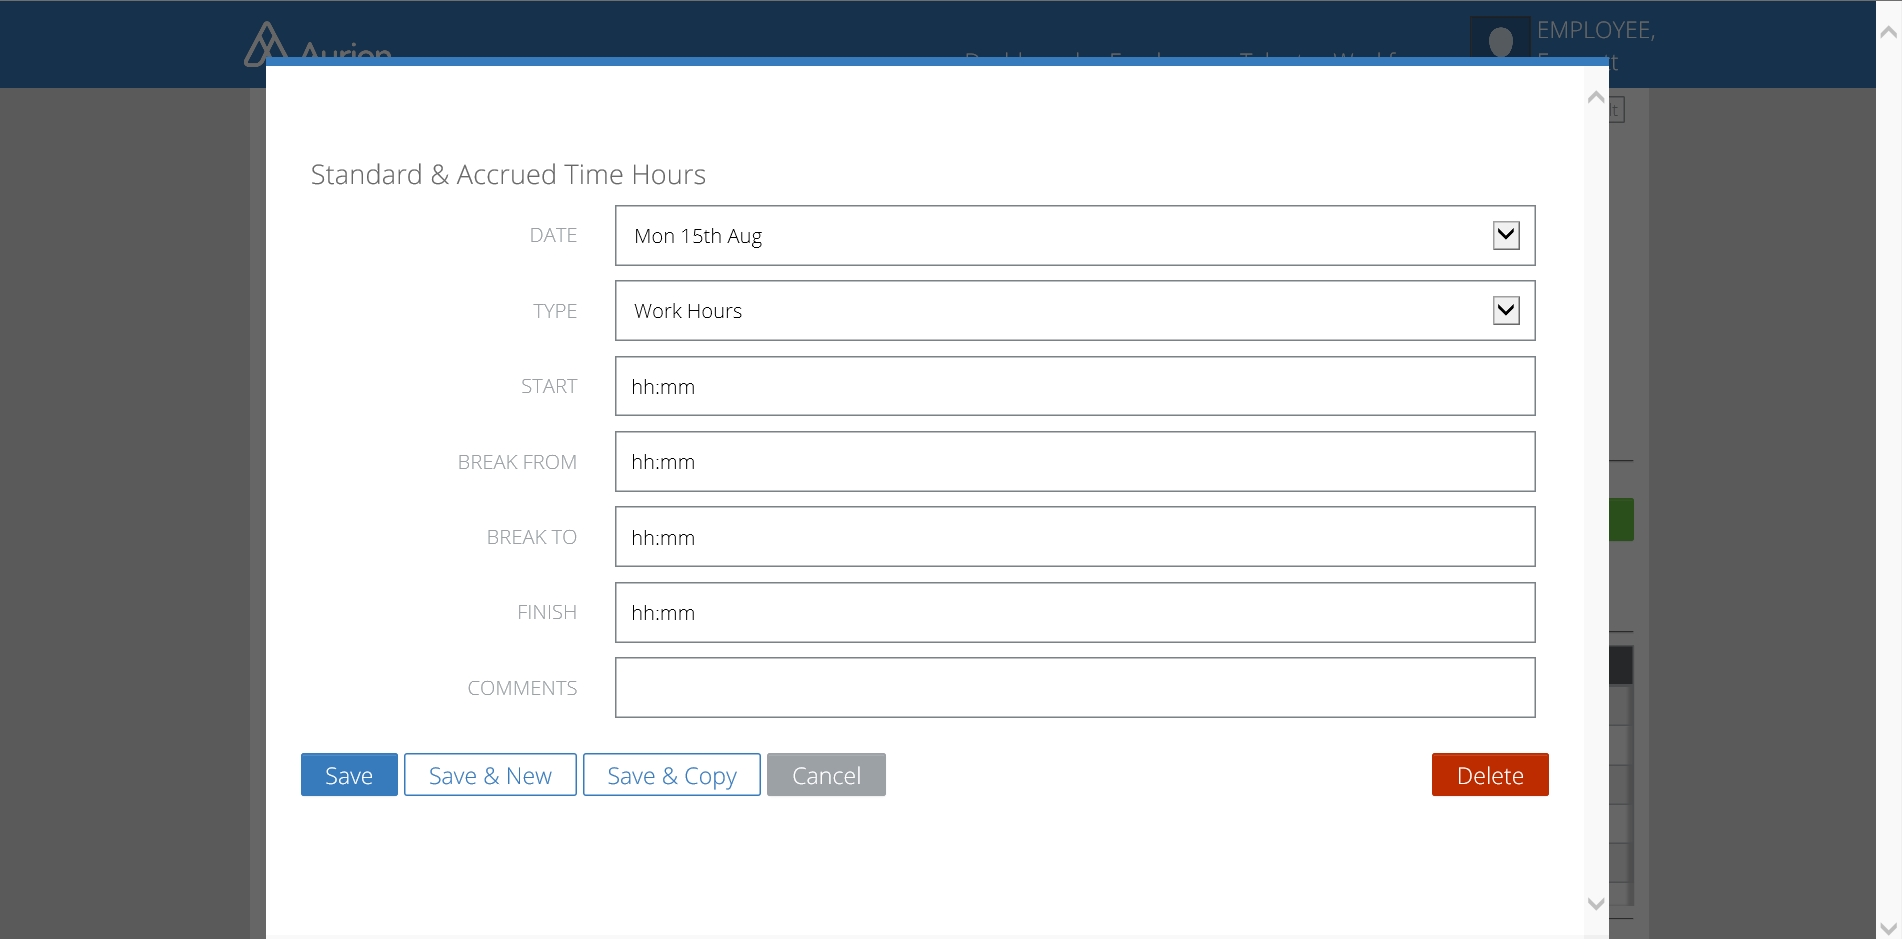 EMPLOYEE,
Standard & Accrued Time Hours
DATE Mon 15th Aug
TYPE Work Hours
START hh:mm
BREAK FROM hh:mm
BREAK TO hh:mm
FINISH hh:mm
COMMENTS
Save Save & New Save & Copy Cancel Delete